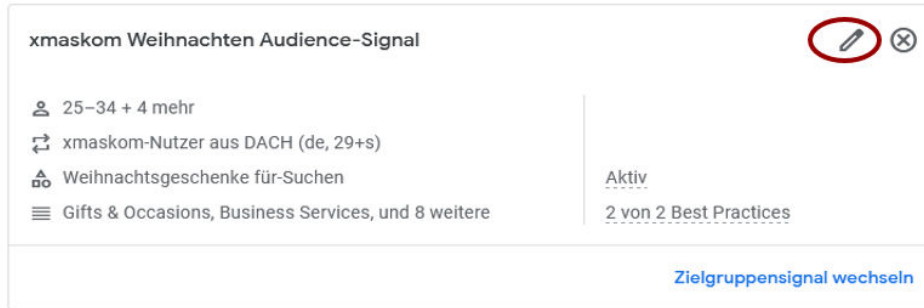 xmaskom Weihnachten Audience-Signal
25–34 + 4 mehr
xmaskom-Nutzer aus DACH (de, 29+s)
Weihnachtsgeschenke für-Suchen
Gifts & Occasions, Business Services, und 8 weitere
Aktiv
2 von 2 Best Practices
Zielgruppensignal wechseln